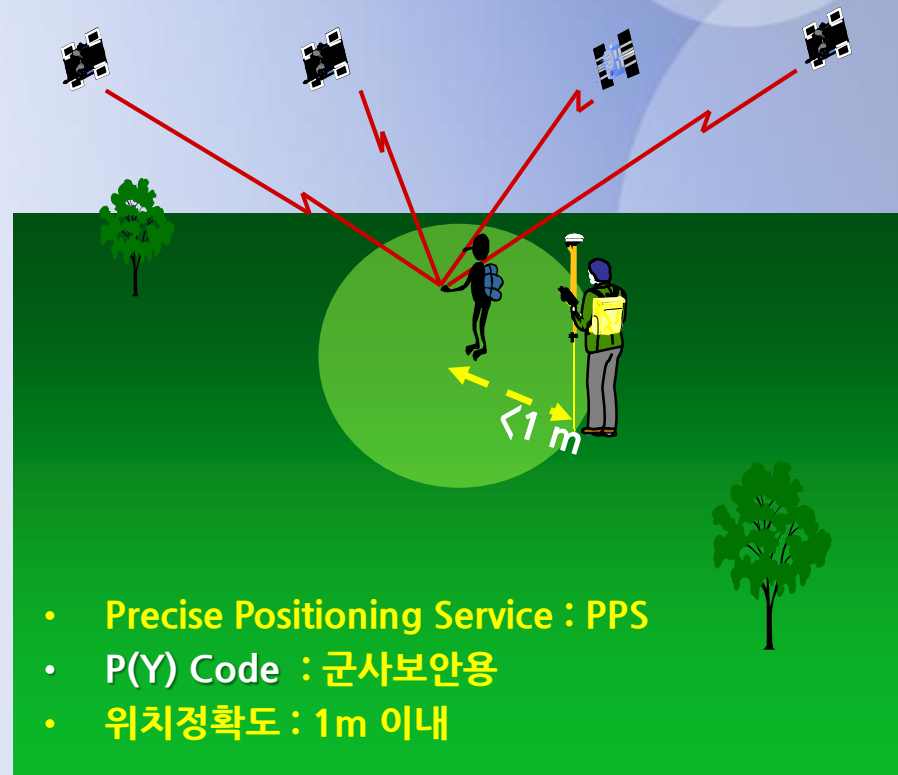 <1 m
• Precise Positioning Service : PPS
• P(Y) Code : 군사보안용
• 위치정확도 : 1m 이내